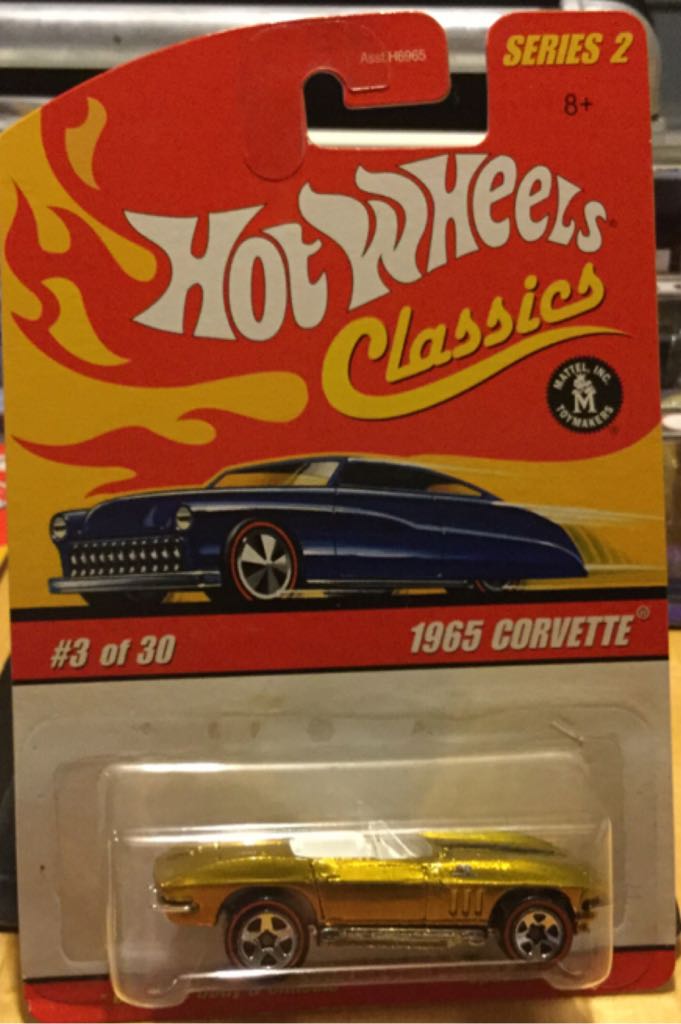 Asst.H6965
SERIES 2
8+
Hot Wheels
Classics
MATTEL, INC.
M
TOYMAKERS
#3 of 30
1965 CORVETTE